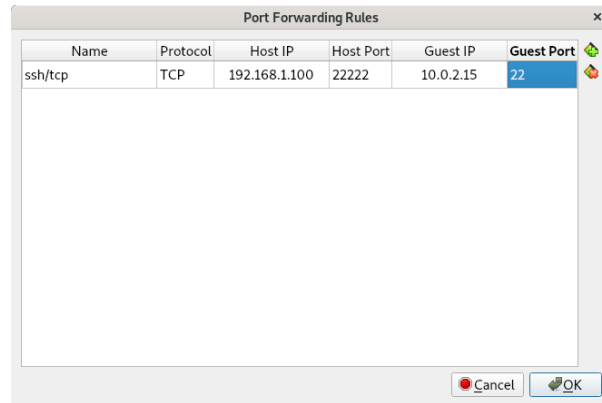 Port Forwarding Rules ×
Name Protocol Host IP Host Port Guest IP Guest Port
ssh/tcp TCP 192.168.1.100 22222 10.0.2.15 22
Cancel OK